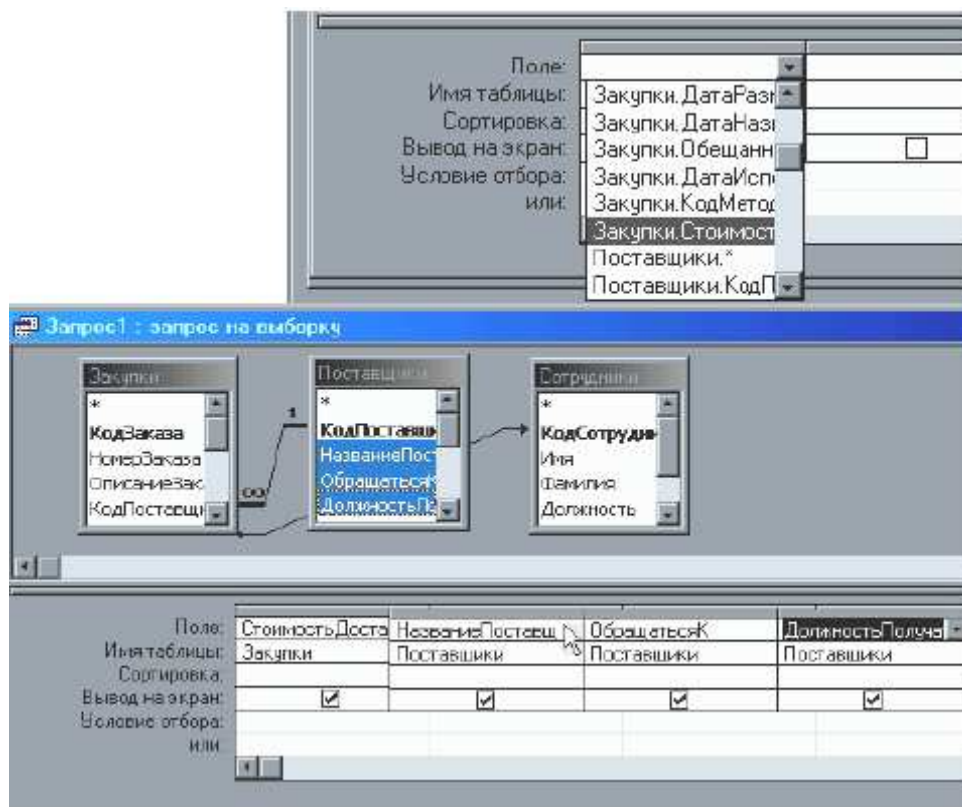 Поле:
Имя таблицы:
Сортировка:
Вывод на экран:
Условие отбора:
или:
Закупки.ДатаРазм
Закупки.ДатаНазн
Закупки.Обещанн
Закупки.ДатаИспо
Закупки.КодМетод
Закупки.Стоимост
Поставщики.*
Поставщики.КодП
Запрос1 : запрос на выборку
Закупки
*
КодЗаказа
НомерЗаказа
ОписаниеЗак
КодПоставщи
∞
1
Поставщики
*
КодПоставщи
НазваниеПост
ОбращатьсяК
ДолжностьПо
Сотрудники
*
КодСотрудни
Имя
Фамилия
Должность
Поле: СтоимостьДоста НазваниеПоставщ ОбращатьсяК ДолжностьПолуча
Имя таблицы: Закупки Поставщики Поставщики Поставщики
Сортировка:
Вывод на экран:
Условие отбора:
или: